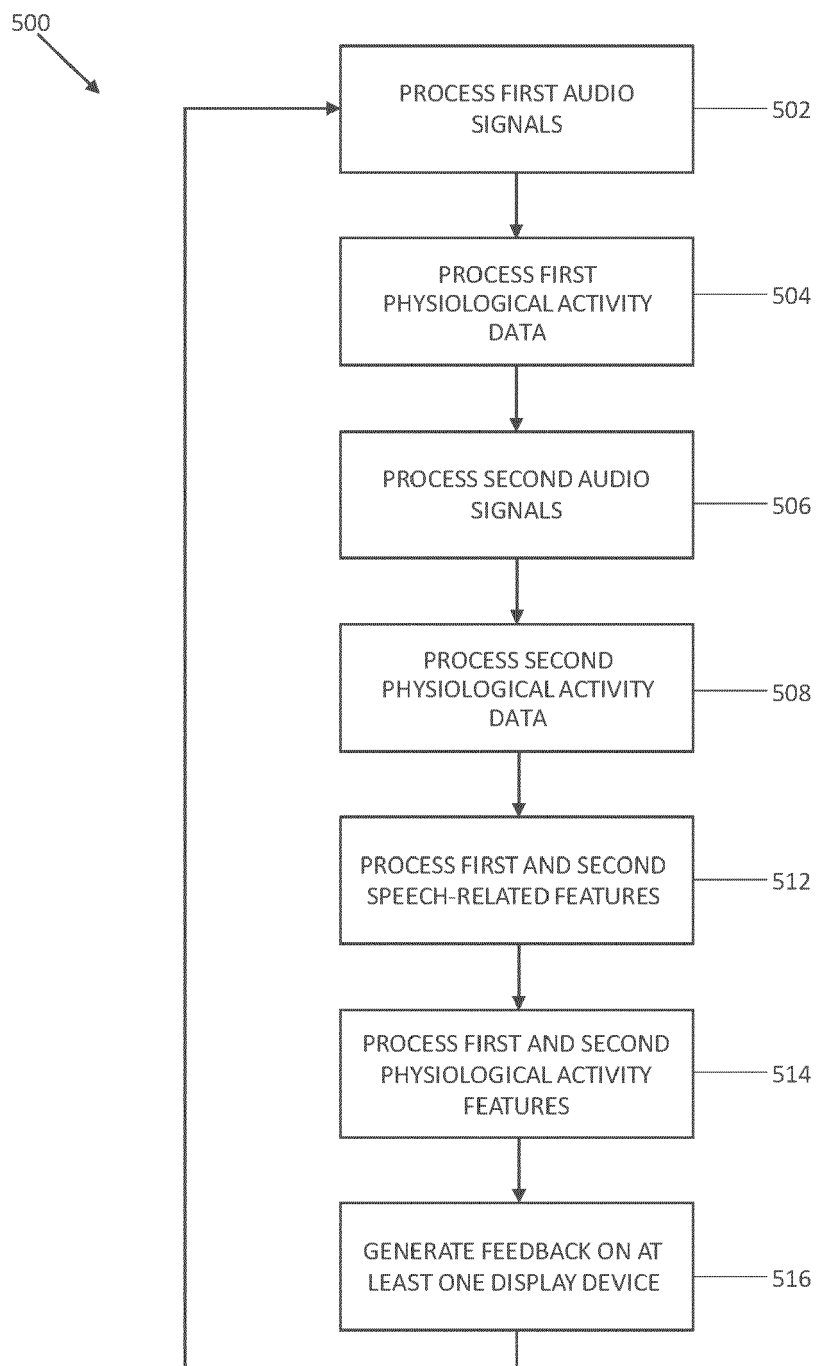 500
PROCESS FIRST AUDIO
SIGNALS
502
PROCESS FIRST
PHYSIOLOGICAL ACTIVITY
DATA
504
PROCESS SECOND AUDIO
SIGNALS
506
PROCESS SECOND
PHYSIOLOGICAL ACTIVITY
DATA
508
PROCESS FIRST AND SECOND
SPEECH-RELATED FEATURES
512
PROCESS FIRST AND SECOND
PHYSIOLOGICAL ACTIVITY
FEATURES
514
GENERATE FEEDBACK ON AT
LEAST ONE DISPLAY DEVICE
516